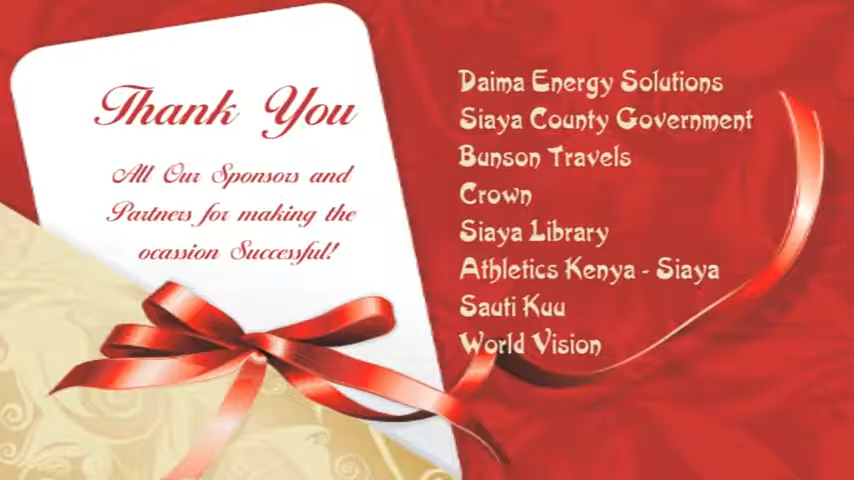 Thank You
All Our Sponsors and
Partners for making the
ocassion Successful!
Daima Energy Solutions
Siaya County Government
Bunson Travels
Crown
Siaya Library
Athletics Kenya - Siaya
Sauti Kuu
World Vision